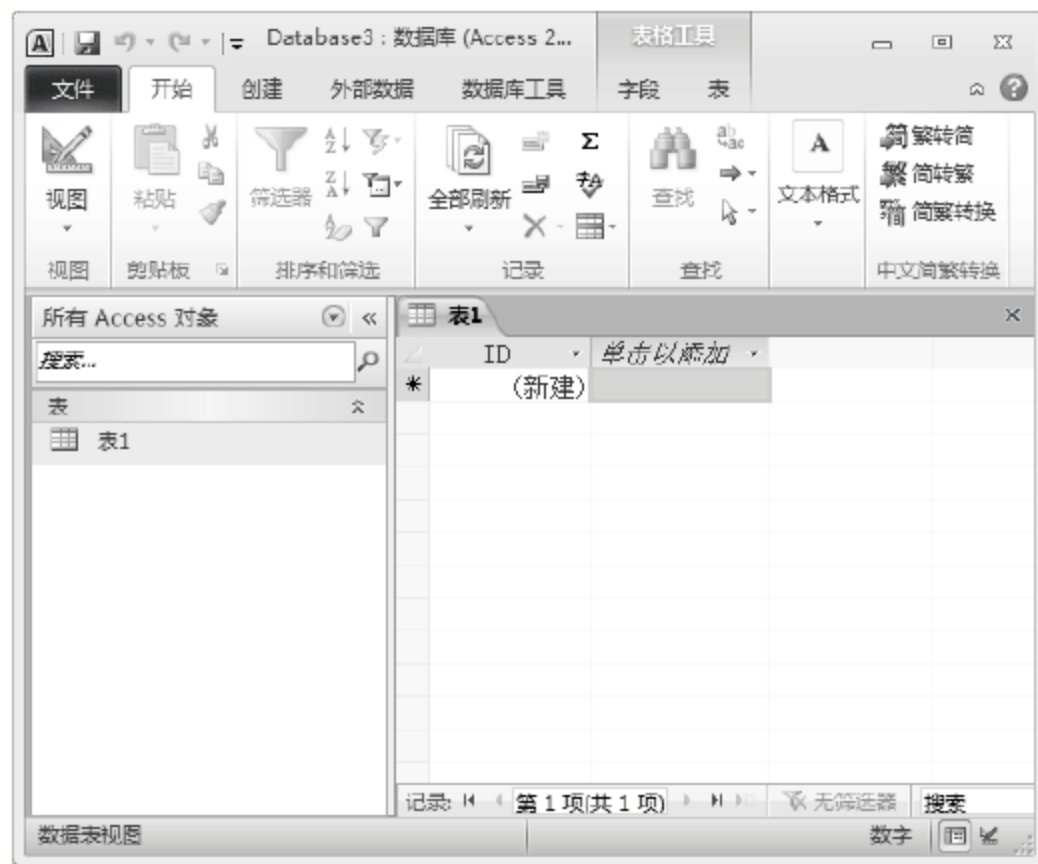 Database3 : 数据库 (Access 2...
表格工具
文件 开始 创建 外部数据 数据库工具 字段 表
视图
粘贴
筛选器
全部刷新
查找
A
文本格式
繁转简
简转繁
简繁转换
视图 剪贴板 排序和筛选 记录 查找 中文简繁转换
所有 Access 对象
搜索...
表
表1
表1
ID 单击以添加
(新建)
记录: 第 1 项(共 1 项) 无筛选器 搜索
数据表视图 数字